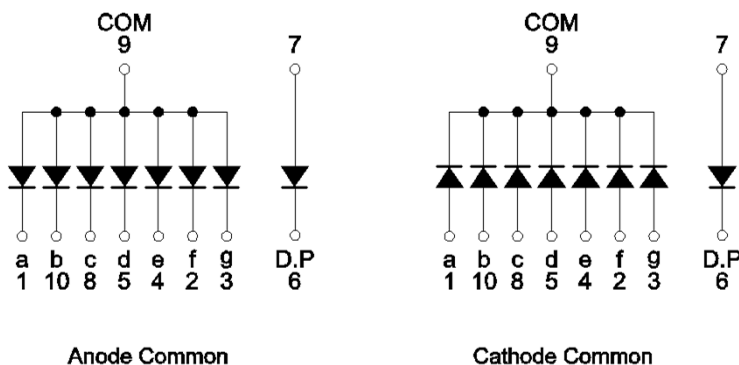 COM COM
9 7 9 7
a b c d e f g D.P a b c d e f g D.P
1 10 8 5 4 2 3 6 1 10 8 5 4 2 3 6
Anode Common Cathode Common